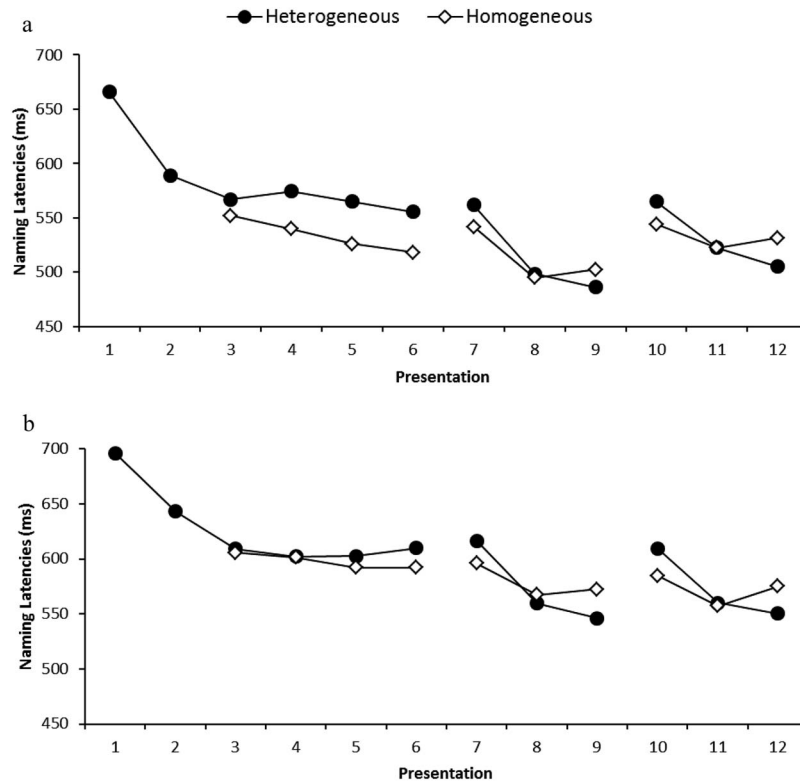 a
Heterogeneous Homogeneous
700
650
600
550
500
450
Naming Latencies (ms)
1 2 3 4 5 6 7 8 9 10 11 12
Presentation
b
700
650
600
550
500
450
Naming Latencies (ms)
1 2 3 4 5 6 7 8 9 10 11 12
Presentation